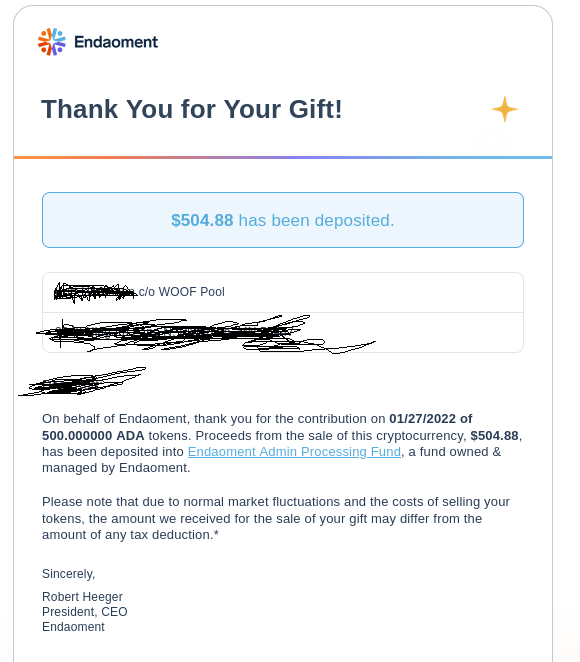 Endaoment
Thank You for Your Gift!
$504.88 has been deposited.
c/o WOOF Pool
On behalf of Endaoment, thank you for the contribution on 01/27/2022 of
500.000000 ADA tokens. Proceeds from the sale of this cryptocurrency, $504.88,
has been deposited into Endaoment Admin Processing Fund, a fund owned &
managed by Endaoment.
Please note that due to normal market fluctuations and the costs of selling your
tokens, the amount we received for the sale of your gift may differ from the
amount of any tax deduction.*
Sincerely,
Robert Heeger
President, CEO
Endaoment